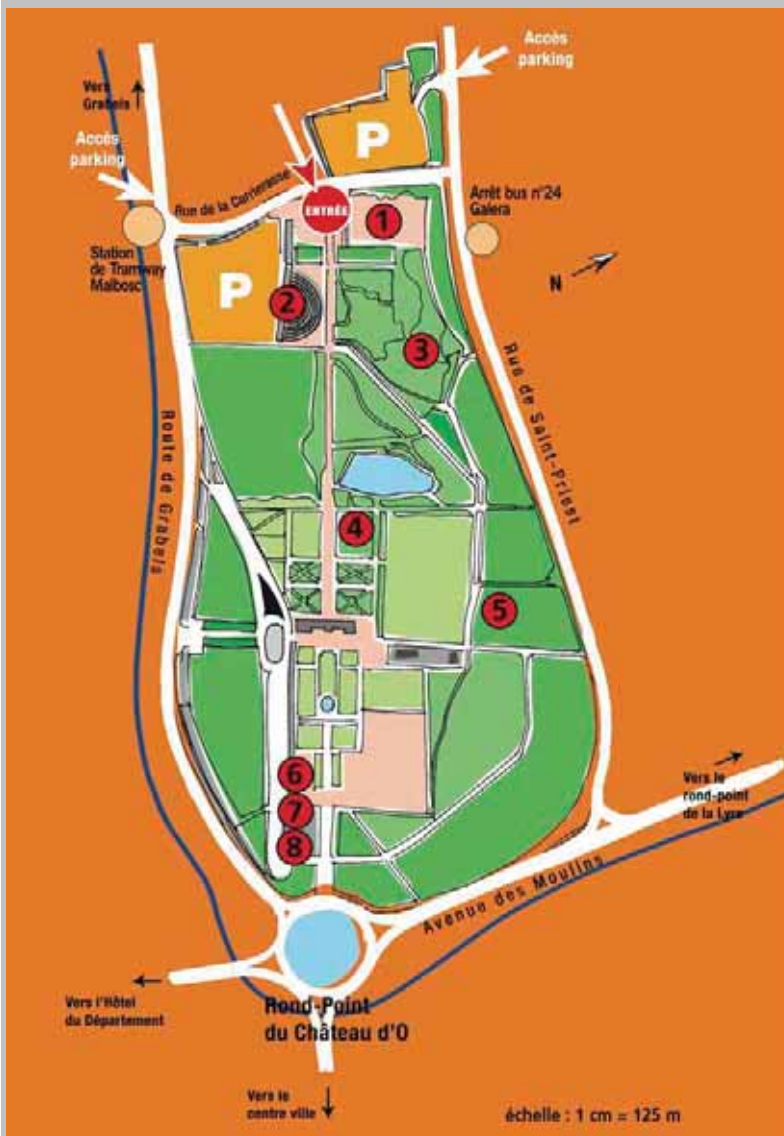 Accès
parking
Vers
Grabels
P
Accès
parking
Rue de la Carrierasse
ENTRÉE
1
Arrêt bus n°24
Galera
Station
de Tramway
Malbosc
P
2
N
3
Rue de Saint-Priest
Route de Grabels
4
5
6
7
8
Vers le
rond-point
de la Lyre
Avenue des Moulins
Vers l'Hôtel
du Département
Rond-Point
du Château d'O
Vers le
centre ville
échelle : 1 cm = 125 m